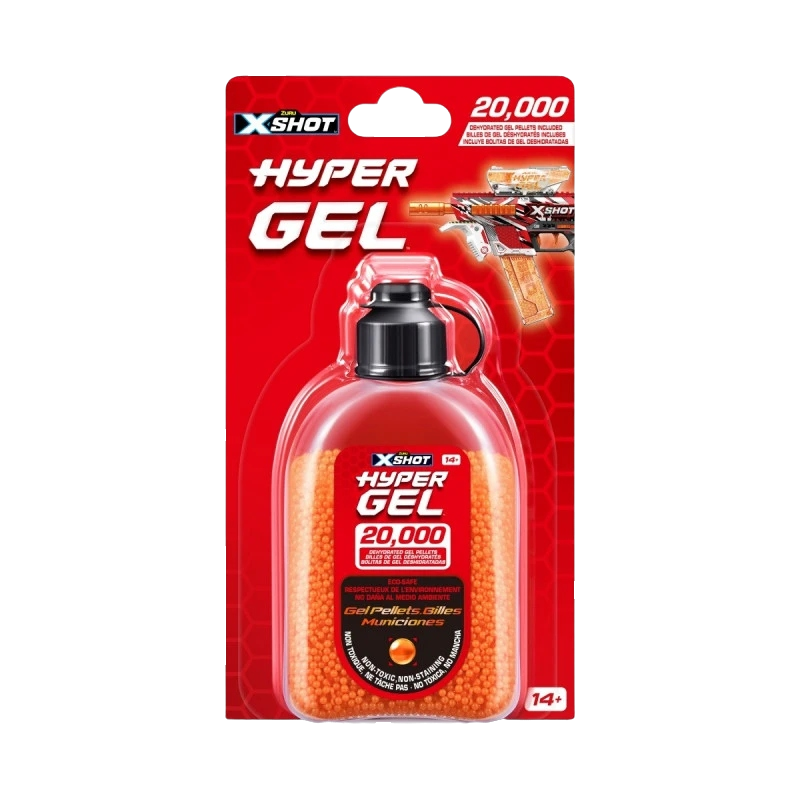 ZURU
X SHOT
20,000
DEHYDRATED GEL PELLETS INCLUDED
BILLES DE GEL DÉSHYDRATÉS INCLUSES
INCLUYE BOLITAS DE GEL DESHIDRATADAS
HYPER
GEL
HYPER
X-SHOT
ZURU
X SHOT
14+
HYPER
GEL
20,000
DEHYDRATED GEL PELLETS
BILLES DE GEL DÉSHYDRATÉS
BOLITAS DE GEL DESHIDRATADAS
ECO-SAFE
RESPECTUEUX DE L'ENVIRONNEMENT
NO DAÑA AL MEDIO AMBIENTE
Gel Pellets. Billes
Municiones
NON-TOXIC, NON-STAINING
NON TOXIQUE, NE TACHE PAS · NO TOXICA, NO MANCHA
14+